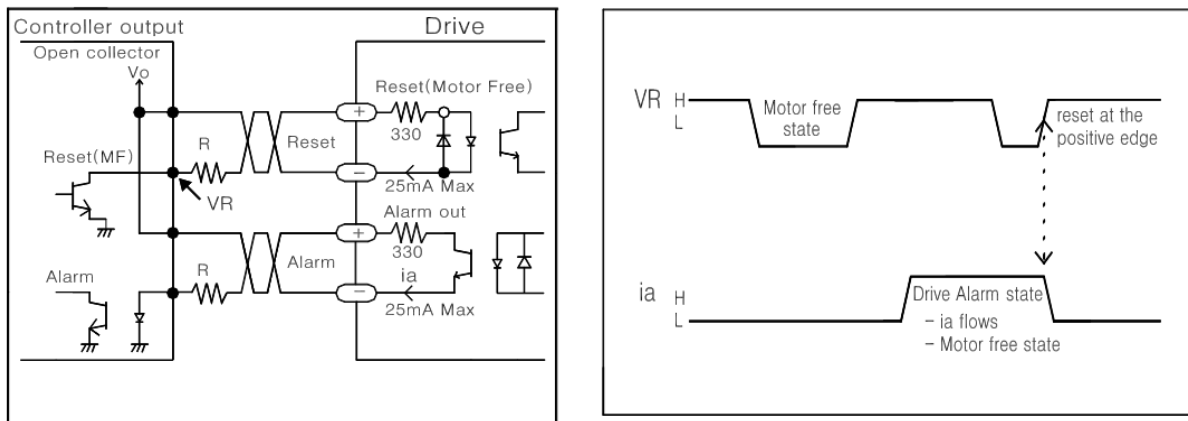 Controller output
Drive
Open collector
Vo
Reset(Motor Free)
330
R
Reset
Reset(MF)
25mA Max
VR
Alarm out
330
R
Alarm
ia
Alarm
25mA Max
VR
H
L
Motor free
state
reset at the
positive edge
ia
H
L
Drive Alarm state
- ia flows
- Motor free state